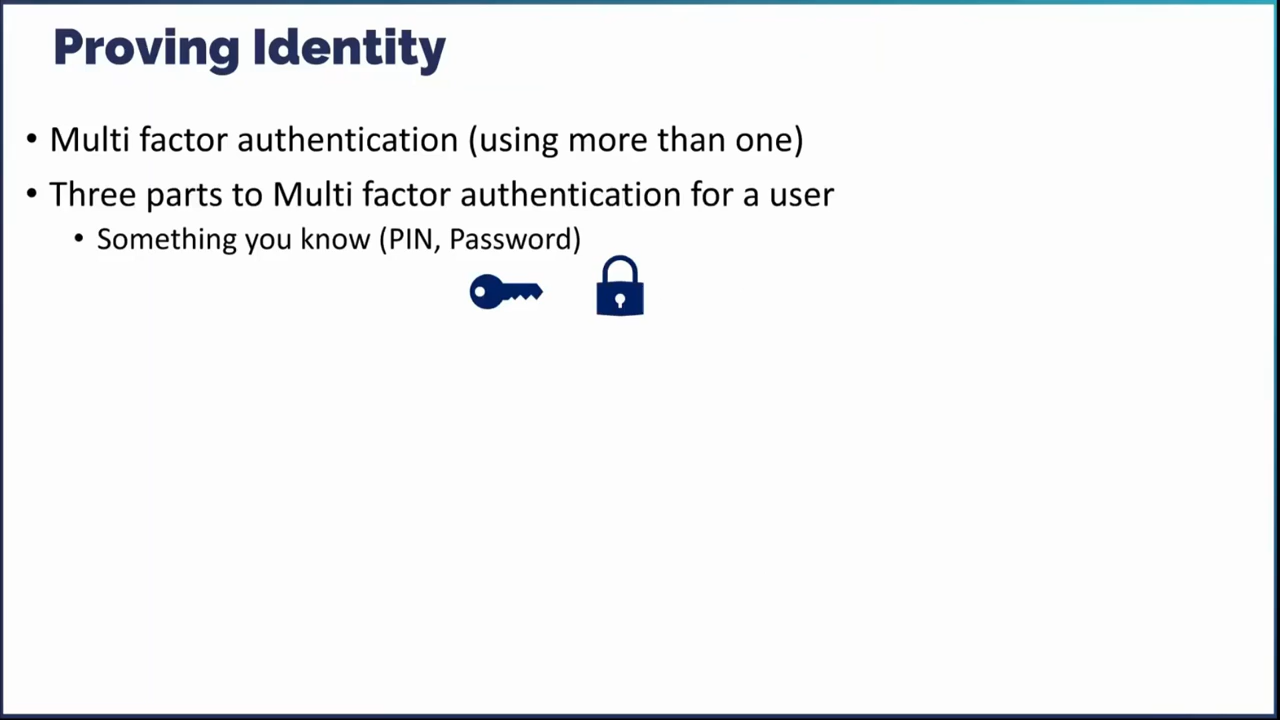 Proving Identity
• Multi factor authentication (using more than one)
• Three parts to Multi factor authentication for a user
• Something you know (PIN, Password)